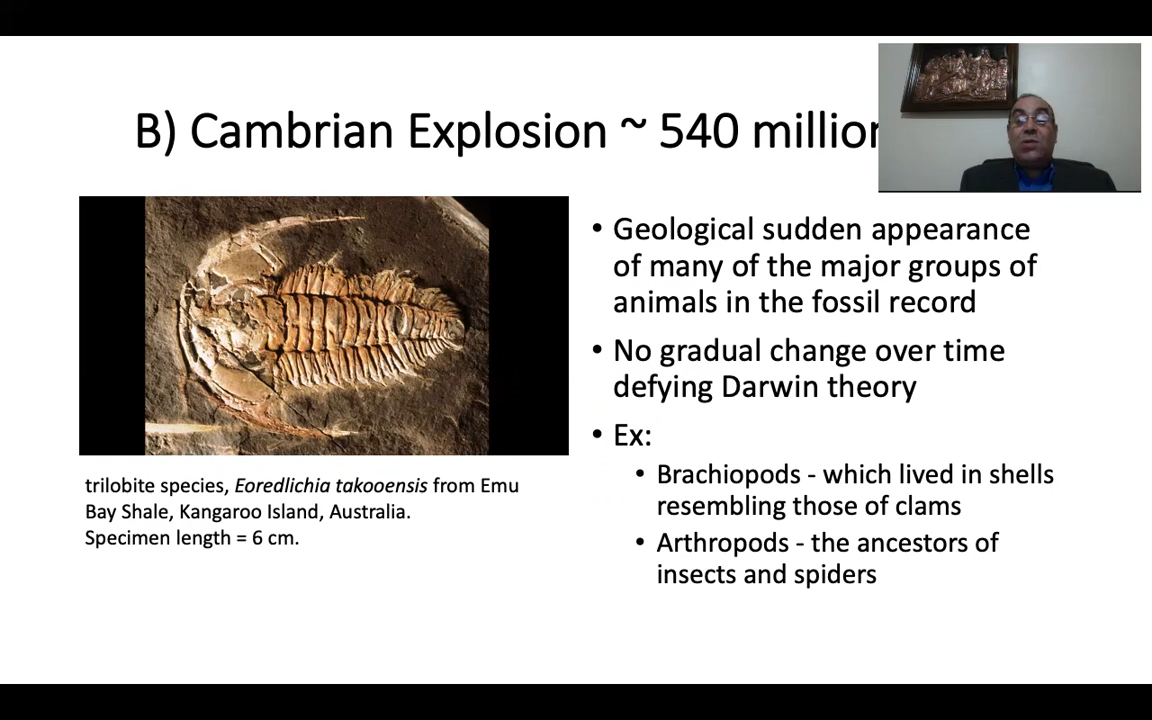 B) Cambrian Explosion ~ 540 million
• Geological sudden appearance
of many of the major groups of
animals in the fossil record
• No gradual change over time
defying Darwin theory
• Ex:
• Brachiopods - which lived in shells
resembling those of clams
• Arthropods - the ancestors of
insects and spiders
trilobite species, Eoredlichia takooensis from Emu
Bay Shale, Kangaroo Island, Australia.
Specimen length = 6 cm.